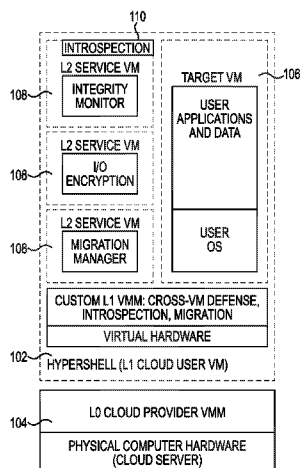 110
INTROSPECTION
L2 SERVICE VM
108
INTEGRITY
MONITOR
L2 SERVICE VM
108
I/O
ENCRYPTION
L2 SERVICE VM
108
MIGRATION
MANAGER
TARGET VM
106
USER
APPLICATIONS
AND DATA
USER
OS
CUSTOM L1 VMM: CROSS-VM DEFENSE,
INTROSPECTION, MIGRATION
VIRTUAL HARDWARE
102
HYPERSHELL (L1 CLOUD USER VM)
104
L0 CLOUD PROVIDER VMM
PHYSICAL COMPUTER HARDWARE
(CLOUD SERVER)